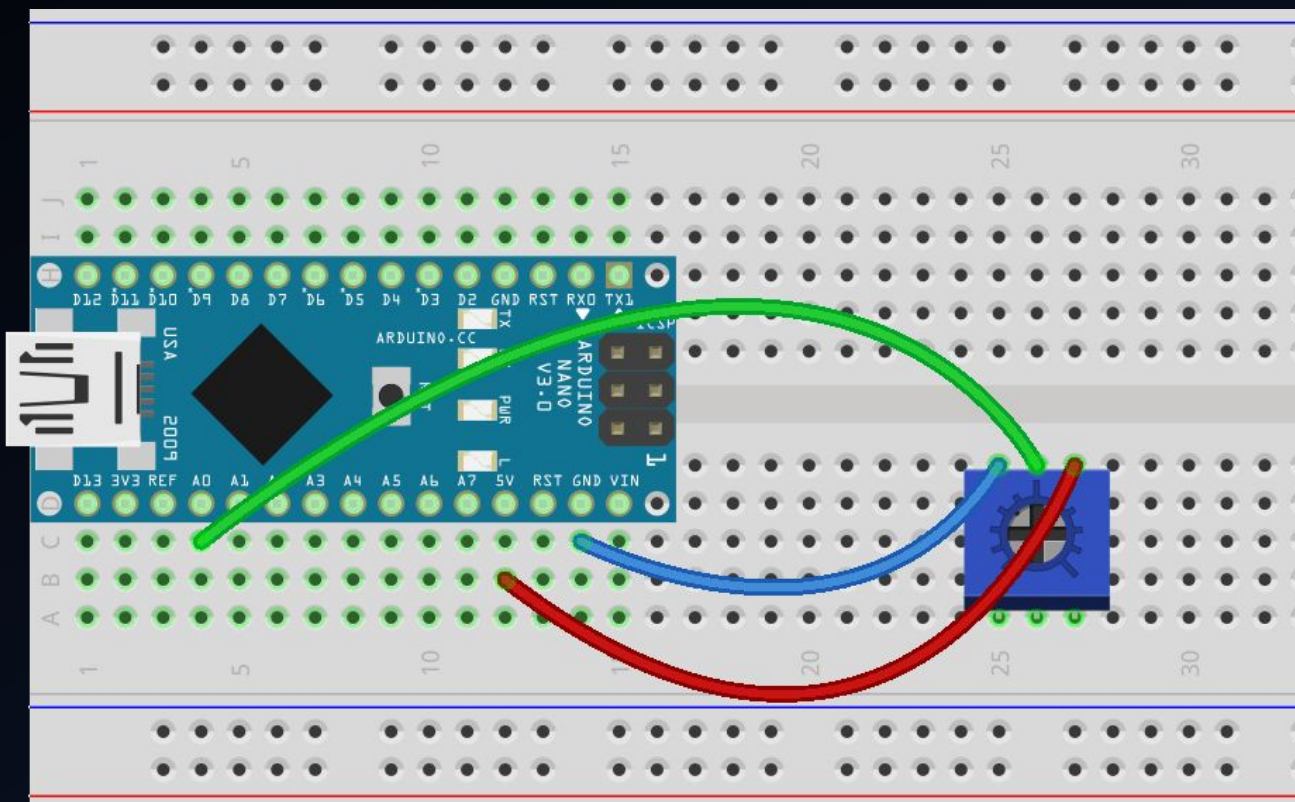 1 5 10 15 20 25 30
J
I
H
D12 D11 D10 D9 D8 D7 D6 D5 D4 D3 D2 GND RST RX0 TX1
TX
ICSP
USA
ARDUINO.CC
ARDUINO
NANO
V3.0
PWR
2009
L
1
D13 3V3 REF A0 A1 A3 A4 A5 A6 A7 5V RST GND VIN
D
C
B
A
1 5 10 20 25 30